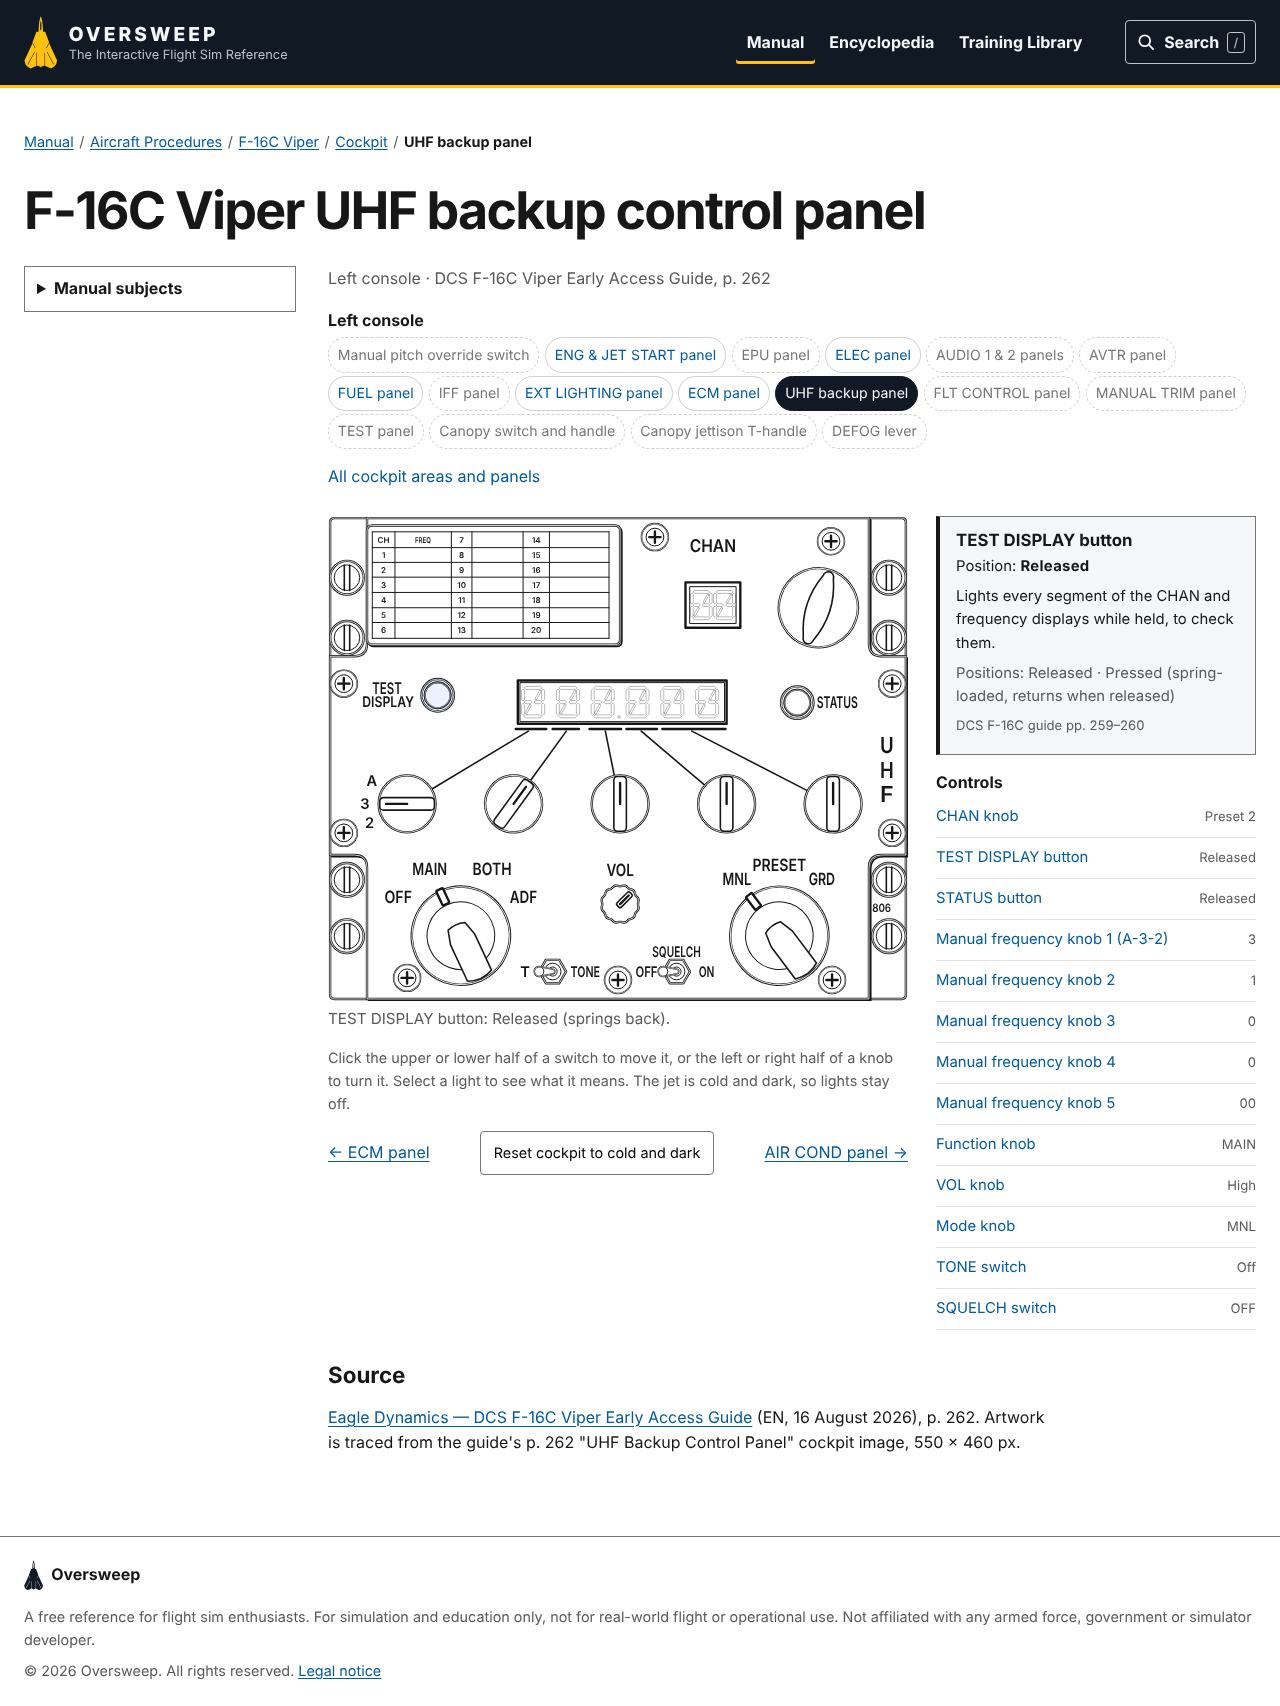 OVERSWEEP
The Interactive Flight Sim Reference
Manual
Encyclopedia
Training Library
Search /
Manual / Aircraft Procedures / F-16C Viper / Cockpit / UHF backup panel
F-16C Viper UHF backup control panel
Manual subjects
Left console · DCS F-16C Viper Early Access Guide, p. 262
Left console
Manual pitch override switch ENG & JET START panel EPU panel ELEC panel AUDIO 1 & 2 panels AVTR panel
FUEL panel IFF panel EXT LIGHTING panel ECM panel UHF backup panel FLT CONTROL panel MANUAL TRIM panel
TEST panel Canopy switch and handle Canopy jettison T-handle DEFOG lever
All cockpit areas and panels
CH FREQ 7 14
1 8 15
2 9 16
3 10 17
4 11 18
5 12 19
6 13 20
CHAN
TEST
DISPLAY
STATUS
U
H
F
A
3
2
MAIN BOTH
OFF ADF
VOL
PRESET
MNL GRD
806
SQUELCH
T TONE OFF ON
TEST DISPLAY button: Released (springs back).
Click the upper or lower half of a switch to move it, or the left or right half of a knob
to turn it. Select a light to see what it means. The jet is cold and dark, so lights stay
off.
← ECM panel
Reset cockpit to cold and dark
AIR COND panel →
TEST DISPLAY button
Position: Released
Lights every segment of the CHAN and
frequency displays while held, to check
them.
Positions: Released · Pressed (spring-
loaded, returns when released)
DCS F-16C guide pp. 259–260
Controls
CHAN knob Preset 2
TEST DISPLAY button Released
STATUS button Released
Manual frequency knob 1 (A-3-2) 3
Manual frequency knob 2 1
Manual frequency knob 3 0
Manual frequency knob 4 0
Manual frequency knob 5 00
Function knob MAIN
VOL knob High
Mode knob MNL
TONE switch Off
SQUELCH switch OFF
Source
Eagle Dynamics — DCS F-16C Viper Early Access Guide (EN, 16 August 2026), p. 262. Artwork
is traced from the guide's p. 262 "UHF Backup Control Panel" cockpit image, 550 × 460 px.
Oversweep
A free reference for flight sim enthusiasts. For simulation and education only, not for real-world flight or operational use. Not affiliated with any armed force, government or simulator
developer.
© 2026 Oversweep. All rights reserved. Legal notice